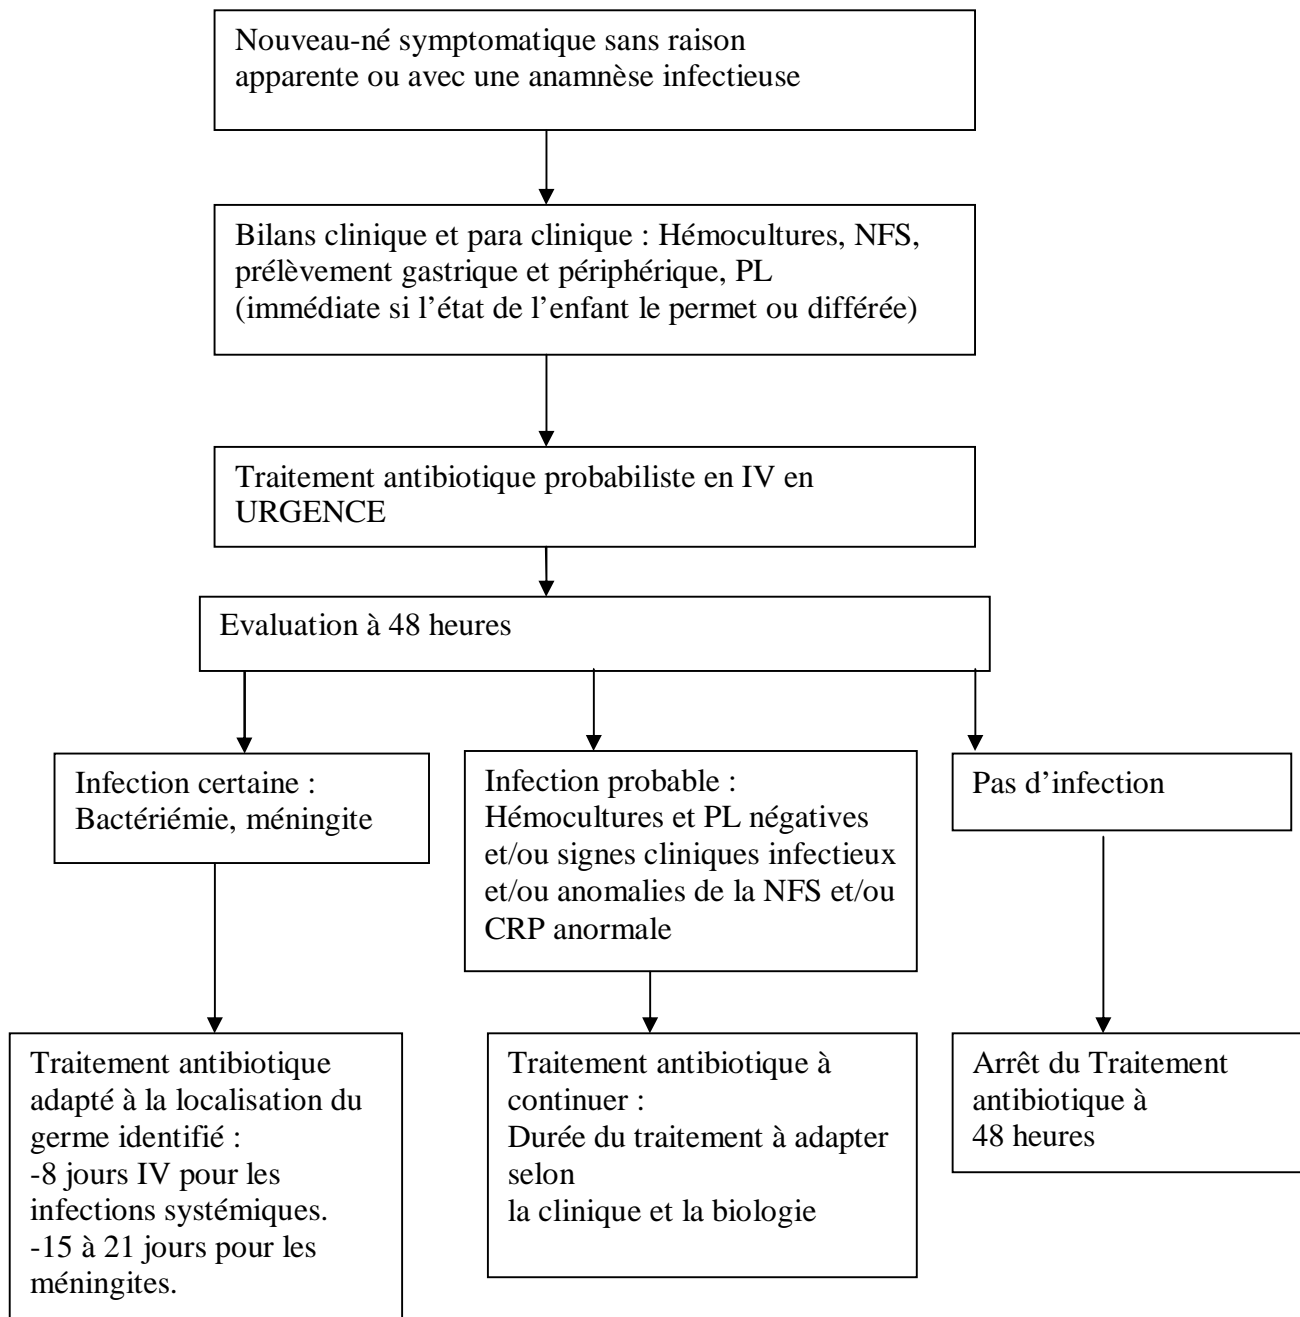 Nouveau-né symptomatique sans raison
apparente ou avec une anamnèse infectieuse
Bilans clinique et para clinique : Hémocultures, NFS,
prélèvement gastrique et périphérique, PL
(immédiate si l’état de l’enfant le permet ou différée)
Traitement antibiotique probabiliste en IV en
URGENCE
Evaluation à 48 heures
Infection certaine :
Bactériémie, méningite
Infection probable :
Hémocultures et PL négatives
et/ou signes cliniques infectieux
et/ou anomalies de la NFS et/ou
CRP anormale
Pas d’infection
Traitement antibiotique
adapté à la localisation du
germe identifié :
-8 jours IV pour les
infections systémiques.
-15 à 21 jours pour les
méningites.
Traitement antibiotique à
continuer :
Durée du traitement à adapter
selon
la clinique et la biologie
Arrêt du Traitement
antibiotique à
48 heures